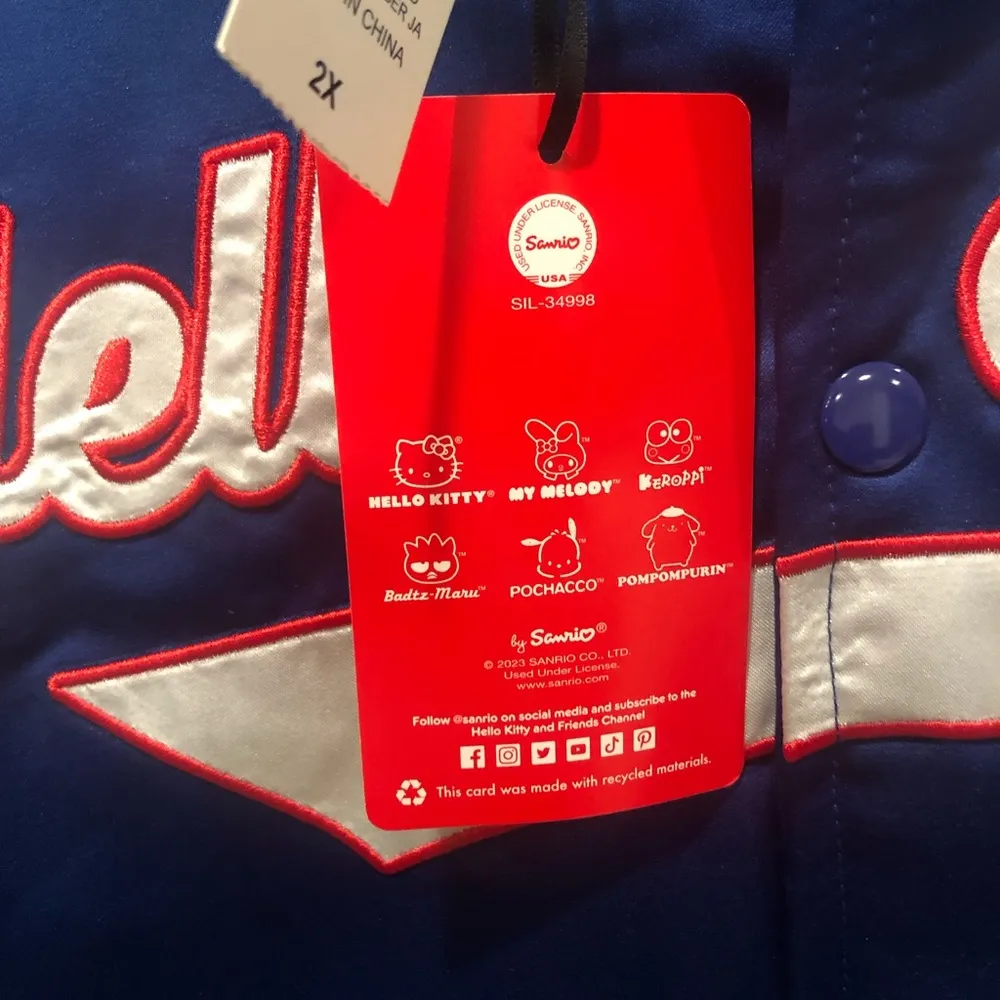 IN CHINA
2X
USED UNDER LICENSE. SANRIO, INC.
Sanrio
USA
SIL-34998
HELLO KITTY®
MY MELODY™
KEROPPI™
Badtz-Maru™
POCHACCO™
POMPOMPURIN™
by Sanrio®
© 2023 SANRIO CO., LTD.
Used Under License.
www.sanrio.com
Follow @sanrio on social media and subscribe to the
Hello Kitty and Friends Channel
This card was made with recycled materials.
ell